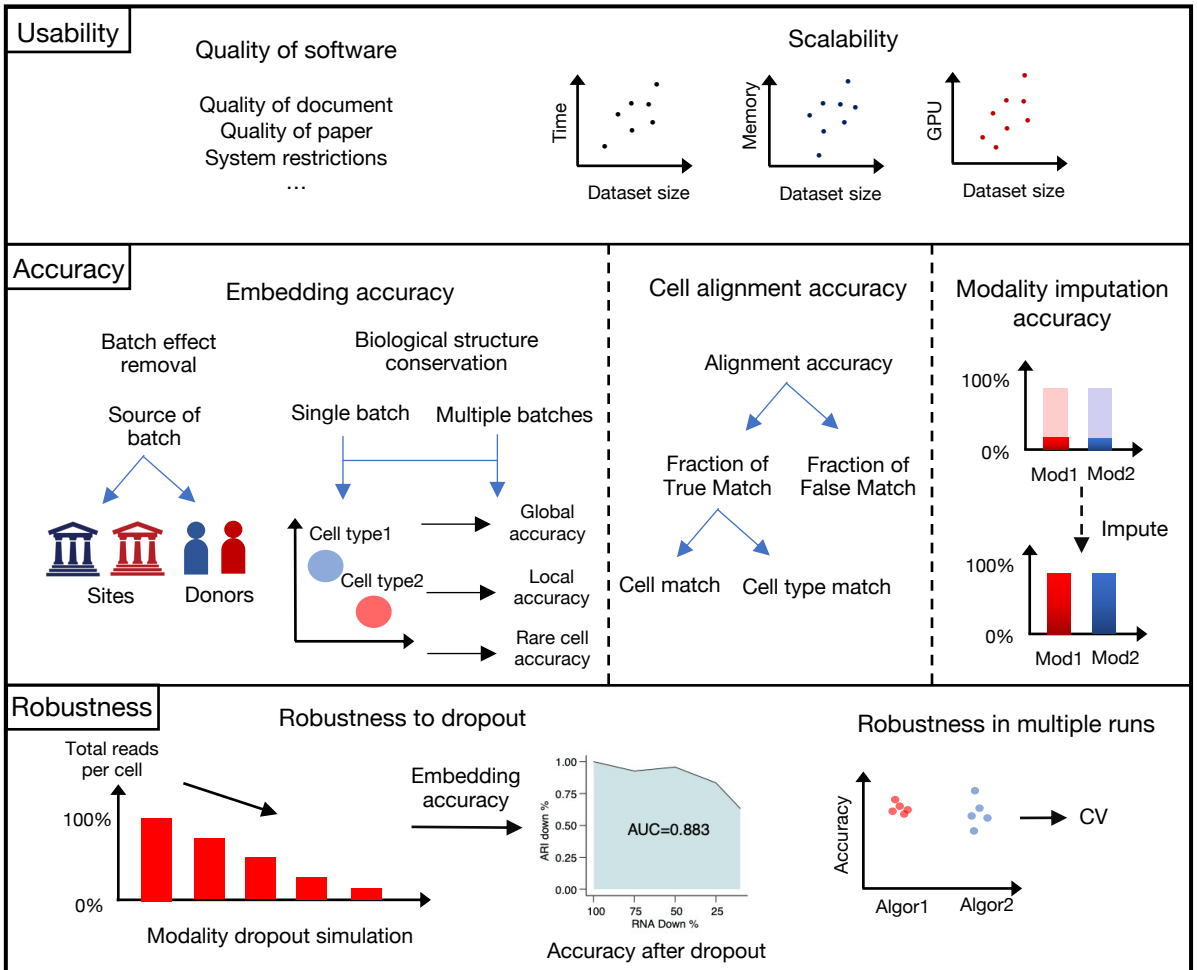 Usability
Quality of software
Quality of document
Quality of paper
System restrictions
...
Scalability
Time
Dataset size
Memory
Dataset size
GPU
Dataset size
Accuracy
Embedding accuracy
Batch effect
removal
Source of
batch
Sites
Donors
Biological structure
conservation
Single batch
Multiple batches
Cell type1
Cell type2
Global
accuracy
Local
accuracy
Rare cell
accuracy
Cell alignment accuracy
Alignment accuracy
Fraction of
True Match
Fraction of
False Match
Cell match
Cell type match
Modality imputation
accuracy
100%
0%
Mod1
Mod2
Impute
100%
0%
Mod1
Mod2
Robustness
Robustness to dropout
Total reads
per cell
100%
0%
Modality dropout simulation
Embedding
accuracy
ARI down %
1.00
0.75
0.50
0.25
0.00
AUC=0.883
100
75
50
25
RNA Down %
Accuracy after dropout
Robustness in multiple runs
Accuracy
Algor1
Algor2
CV